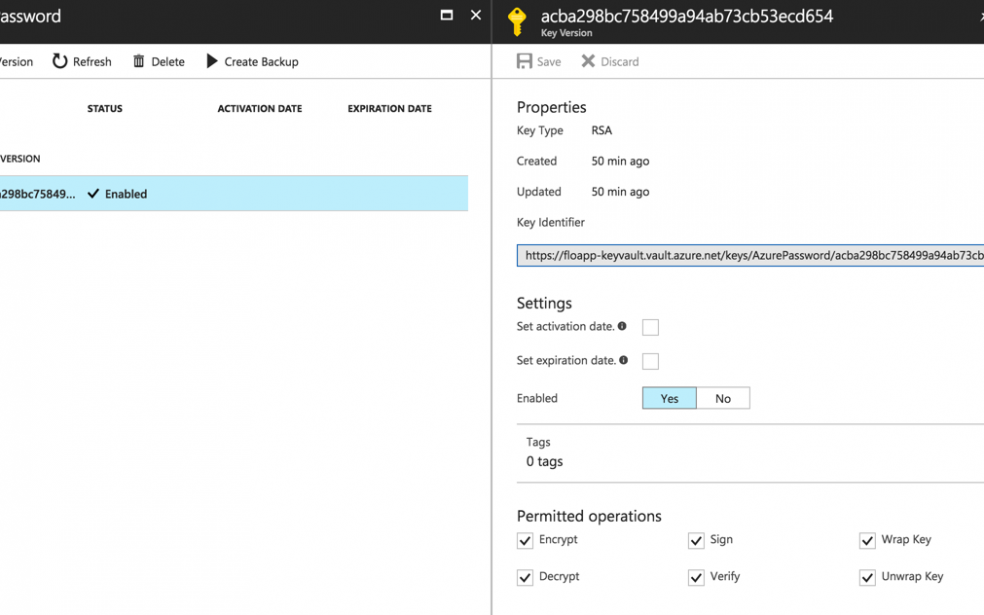 assword
ersion Refresh Delete Create Backup
STATUS ACTIVATION DATE EXPIRATION DATE
VERSION
a298bc75849... Enabled
acba298bc758499a94ab73cb53ecd654
Key Version
Save Discard
Properties
Key Type RSA
Created 50 min ago
Updated 50 min ago
Key Identifier
https://floapp-keyvault.vault.azure.net/keys/AzurePassword/acba298bc758499a94ab73cb
Settings
Set activation date.
Set expiration date.
Enabled Yes No
Tags
0 tags
Permitted operations
Encrypt Sign Wrap Key
Decrypt Verify Unwrap Key